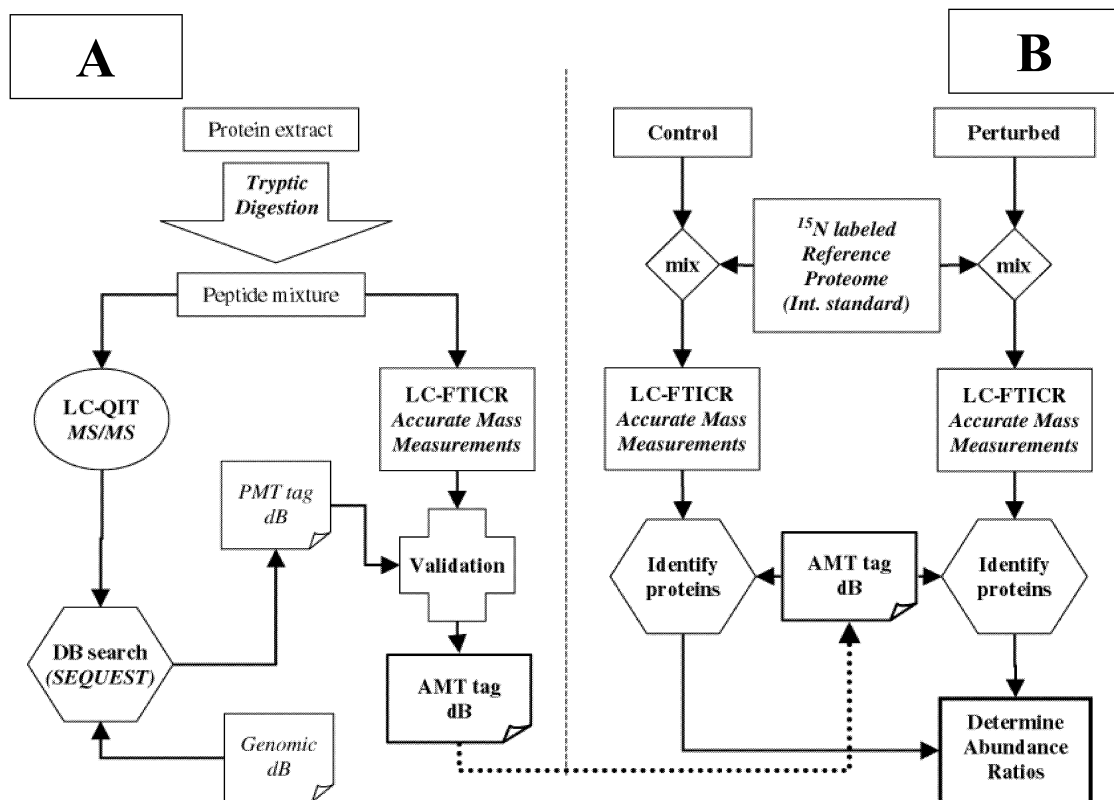 A
Protein extract
Tryptic
Digestion
Peptide mixture
LC-QIT
MS/MS
LC-FTICR
Accurate Mass
Measurements
PMT tag
dB
Validation
DB search
(SEQUEST)
AMT tag
dB
Genomic
dB
B
Control
Perturbed
mix
15N labeled
Reference
Proteome
(Int. standard)
mix
LC-FTICR
Accurate Mass
Measurements
LC-FTICR
Accurate Mass
Measurements
Identify
proteins
AMT tag
dB
Identify
proteins
Determine
Abundance
Ratios